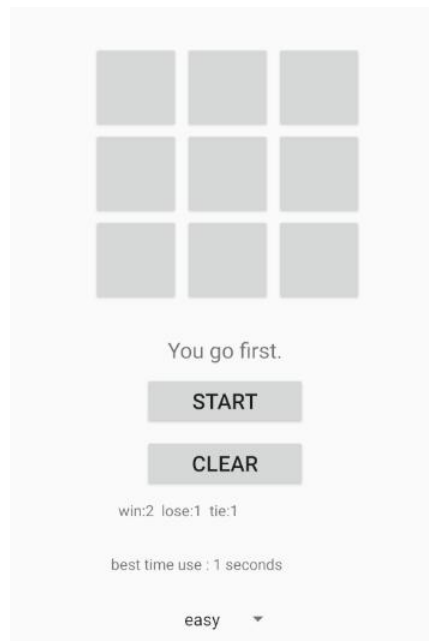 You go first.
START
CLEAR
win:2 lose:1 tie:1
best time use : 1 seconds
easy